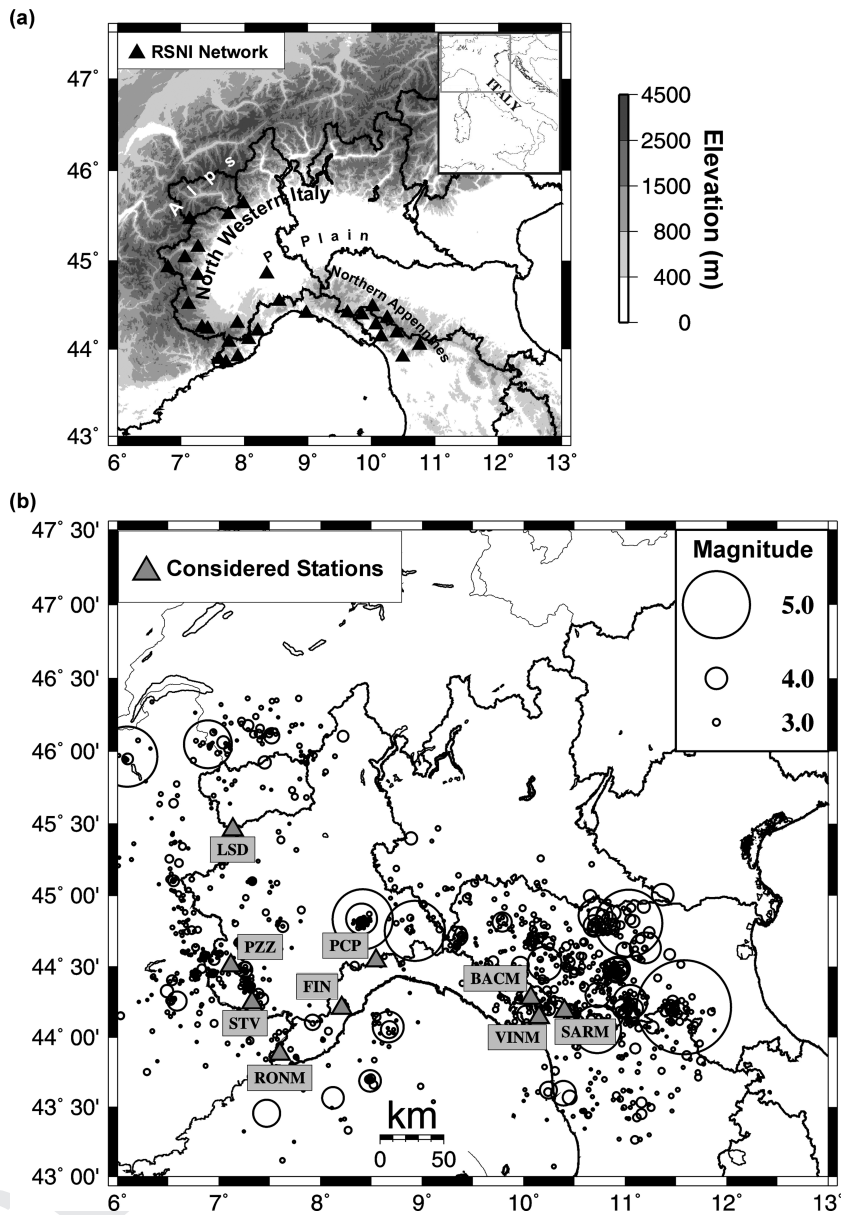 (a)
RSNI Network
ITALY
47°
46°
45°
44°
43°
6°
7°
8°
9°
10°
11°
12°
13°
Alps
North Western Italy
Po Plain
Northern Appennines
4500
2500
1500
800
400
0
Elevation (m)
(b)
Considered Stations
Magnitude
5.0
4.0
3.0
47° 30'
47° 00'
46° 30'
46° 00'
45° 30'
45° 00'
44° 30'
44° 00'
43° 30'
43° 00'
LSD
PZZ
PCP
FIN
STV
RONM
BACM
VINM
SARM
km
0
50
6°
7°
8°
9°
10°
11°
12°
13°